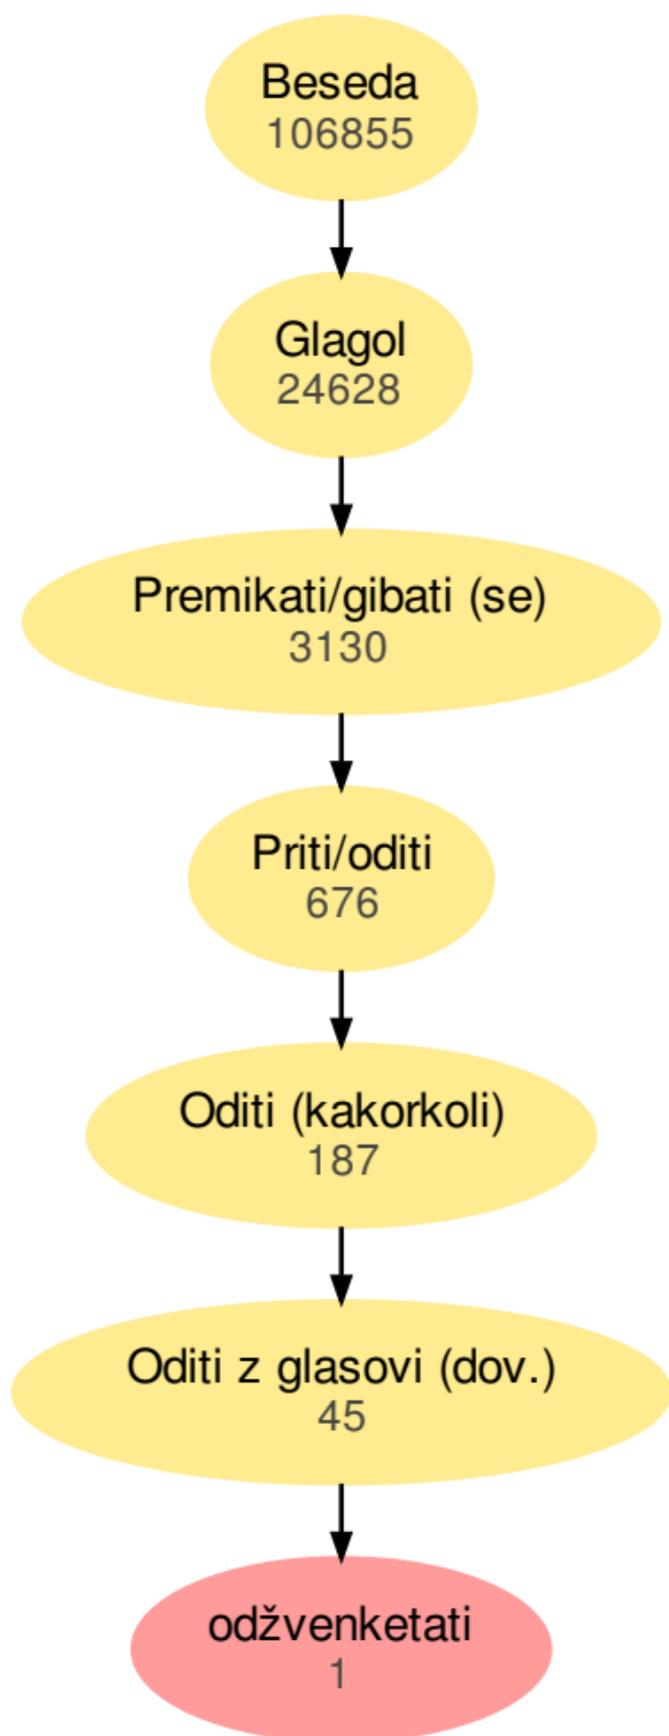 Beseda
106855
Glagol
24628
Premikati/gibati (se)
3130
Priti/oditi
676
Oditi (kakorkoli)
187
Oditi z glasovi (dov.)
45
odžvenketati
1